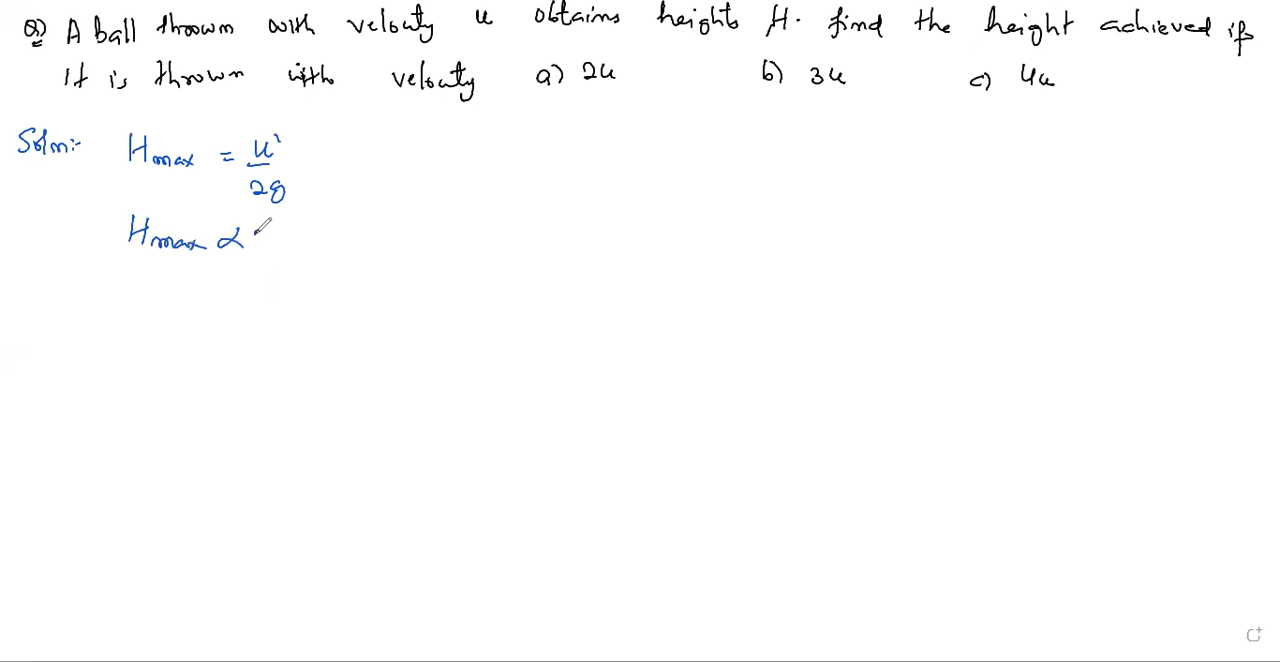 Q) A ball thrown with velocity u obtains heights H. find the height achieved if
it is thrown with velocity a) 2u b) 3u c) 4u
Soln:- Hmax = u²
2g
Hmax ∝